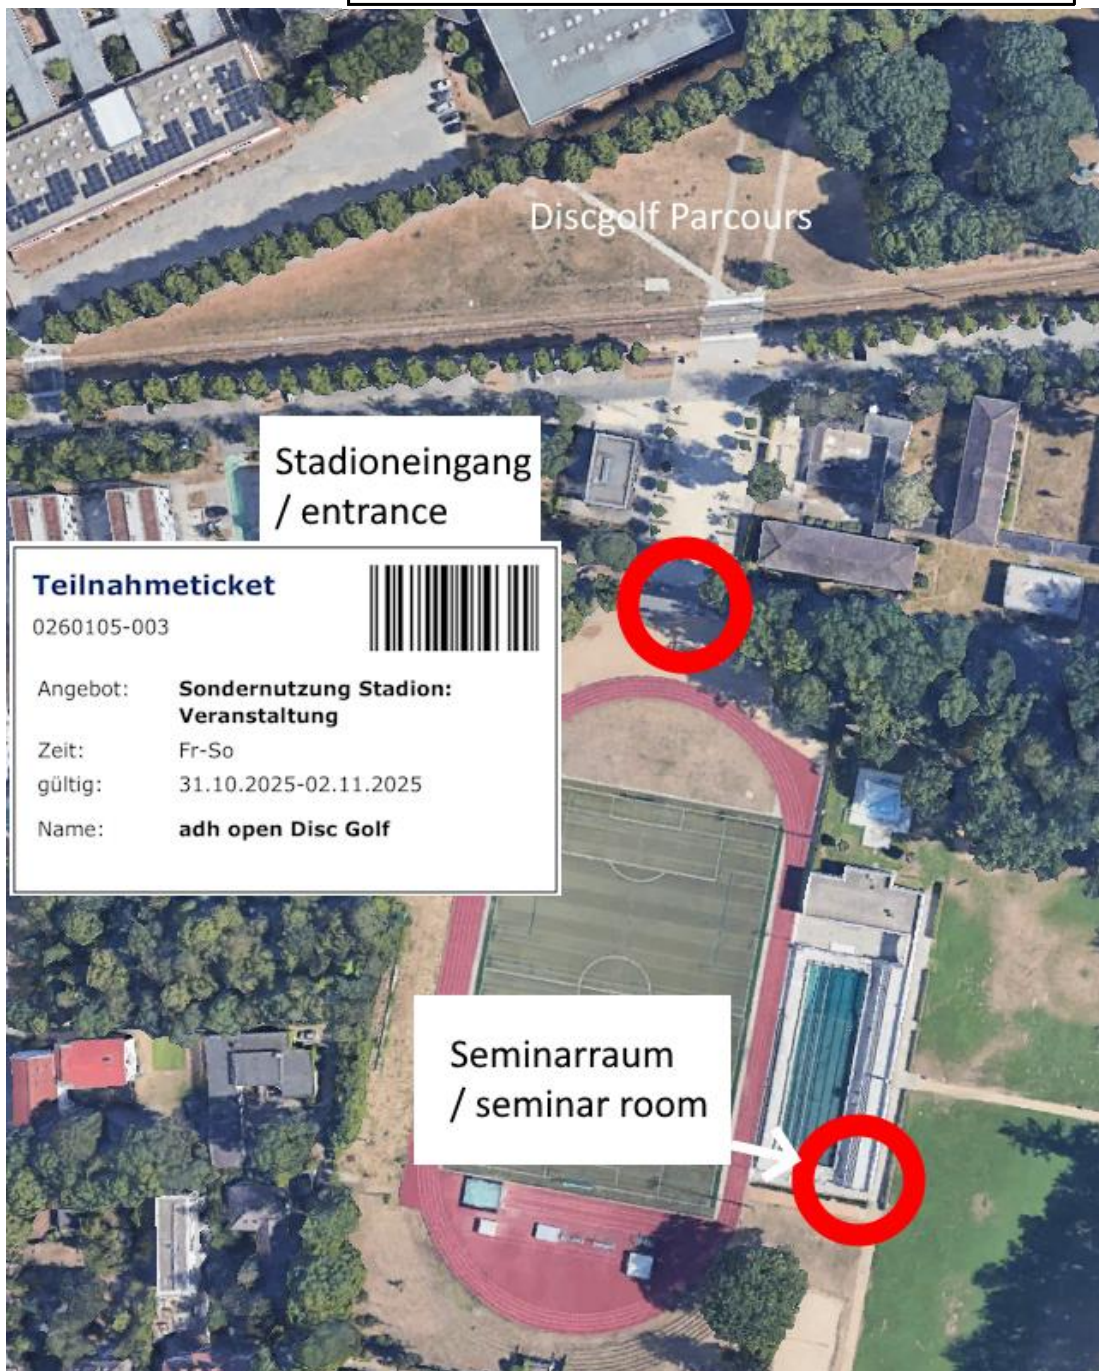 Discgolf Parcours
Stadioneingang
/ entrance
Teilnahmeticket
0260105-003
Angebot: Sondernutzung Stadion:
Veranstaltung
Zeit: Fr-So
gültig: 31.10.2025-02.11.2025
Name: adh open Disc Golf
Seminarraum
/ seminar room